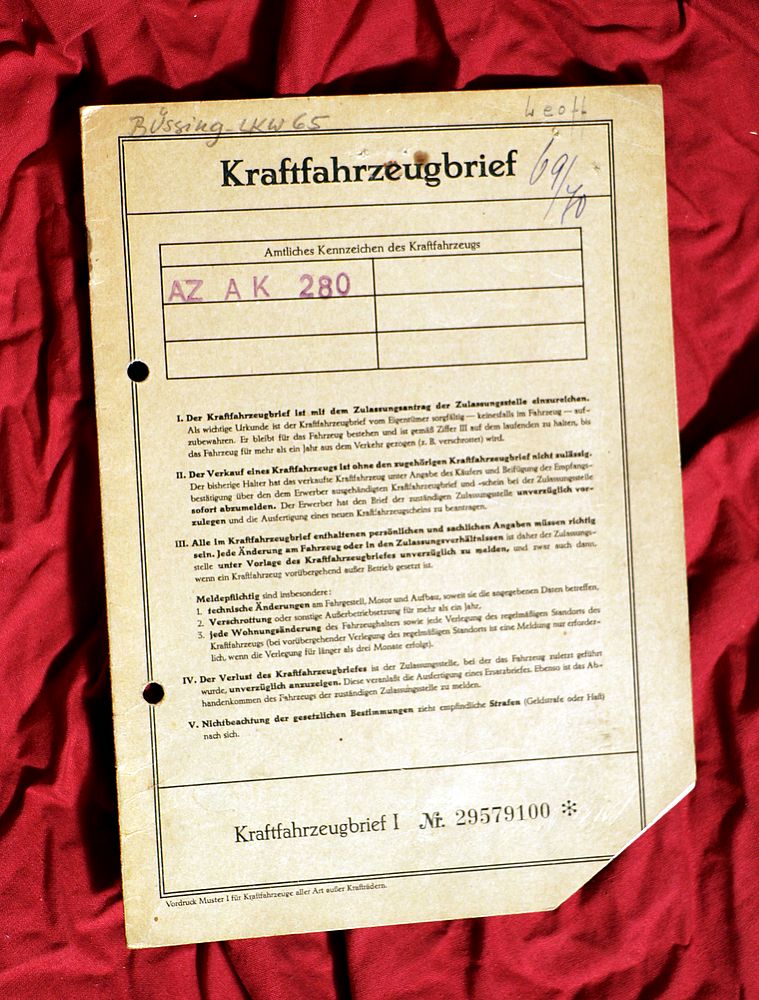 Büssing-LKW 65
Kraftfahrzeugbrief
69/70
Amtliches Kennzeichen des Kraftfahrzeugs
AZ AK 280
I. Der Kraftfahrzeugbrief ist mit dem Zulassungsantrag der Zulassungsstelle einzureichen.
Als wichtige Urkunde ist der Kraftfahrzeugbrief vom Eigentümer sorgfältig — keinesfalls im Fahrzeug — auf-
zubewahren. Er bleibt für das Fahrzeug bestehen und ist gemäß Ziffer III auf dem laufenden zu halten, bis
das Fahrzeug für mehr als ein Jahr aus dem Verkehr gezogen (z. B. verschrottet) wird.
II. Der Verkauf eines Kraftfahrzeugs ist ohne den zugehörigen Kraftfahrzeugbrief nicht zulässig.
Der bisherige Halter hat das verkaufte Kraftfahrzeug unter Angabe des Käufers und Beifügung der Empfangs-
bestätigung über den dem Erwerber ausgehändigten Kraftfahrzeugbrief und -schein bei der Zulassungsstelle
sofort abzumelden. Der Erwerber hat den Brief der zuständigen Zulassungsstelle unverzüglich vor-
zulegen und die Ausfertigung eines neuen Kraftfahrzeugscheins zu beantragen.
III. Alle im Kraftfahrzeugbrief enthaltenen persönlichen und sachlichen Angaben müssen richtig
sein. Jede Änderung am Fahrzeug oder in den Zulassungsverhältnissen ist daher der Zulassungs-
stelle unter Vorlage des Kraftfahrzeugbriefes unverzüglich zu melden, und zwar auch dann,
wenn ein Kraftfahrzeug vorübergehend außer Betrieb gesetzt ist.
Meldepflichtig sind insbesondere:
1. technische Änderungen am Fahrgestell, Motor und Aufbau, soweit sie die angegebenen Daten betreffen,
2. Verschrottung oder sonstige Außerbetriebsetzung für mehr als ein Jahr,
3. jede Wohnungsänderung des Fahrzeughalters sowie jede Verlegung des regelmäßigen Standorts des
Kraftfahrzeugs (bei vorübergehender Verlegung des regelmäßigen Standorts ist eine Meldung nur erforder-
lich, wenn die Verlegung für länger als drei Monate erfolgt).
IV. Der Verlust des Kraftfahrzeugbriefes ist der Zulassungsstelle, bei der das Fahrzeug zuletzt geführt
wurde, unverzüglich anzuzeigen. Diese veranlaßt die Ausfertigung eines Ersatzbriefes. Ebenso ist das Ab-
handenkommen des Fahrzeugs der zuständigen Zulassungsstelle zu melden.
V. Nichtbeachtung der gesetzlichen Bestimmungen zieht empfindliche Strafen (Geldstrafe oder Haft)
nach sich.
Kraftfahrzeugbrief I Nr. 29579100 *
Vordruck Muster I für Kraftfahrzeuge aller Art außer Krafträdern.